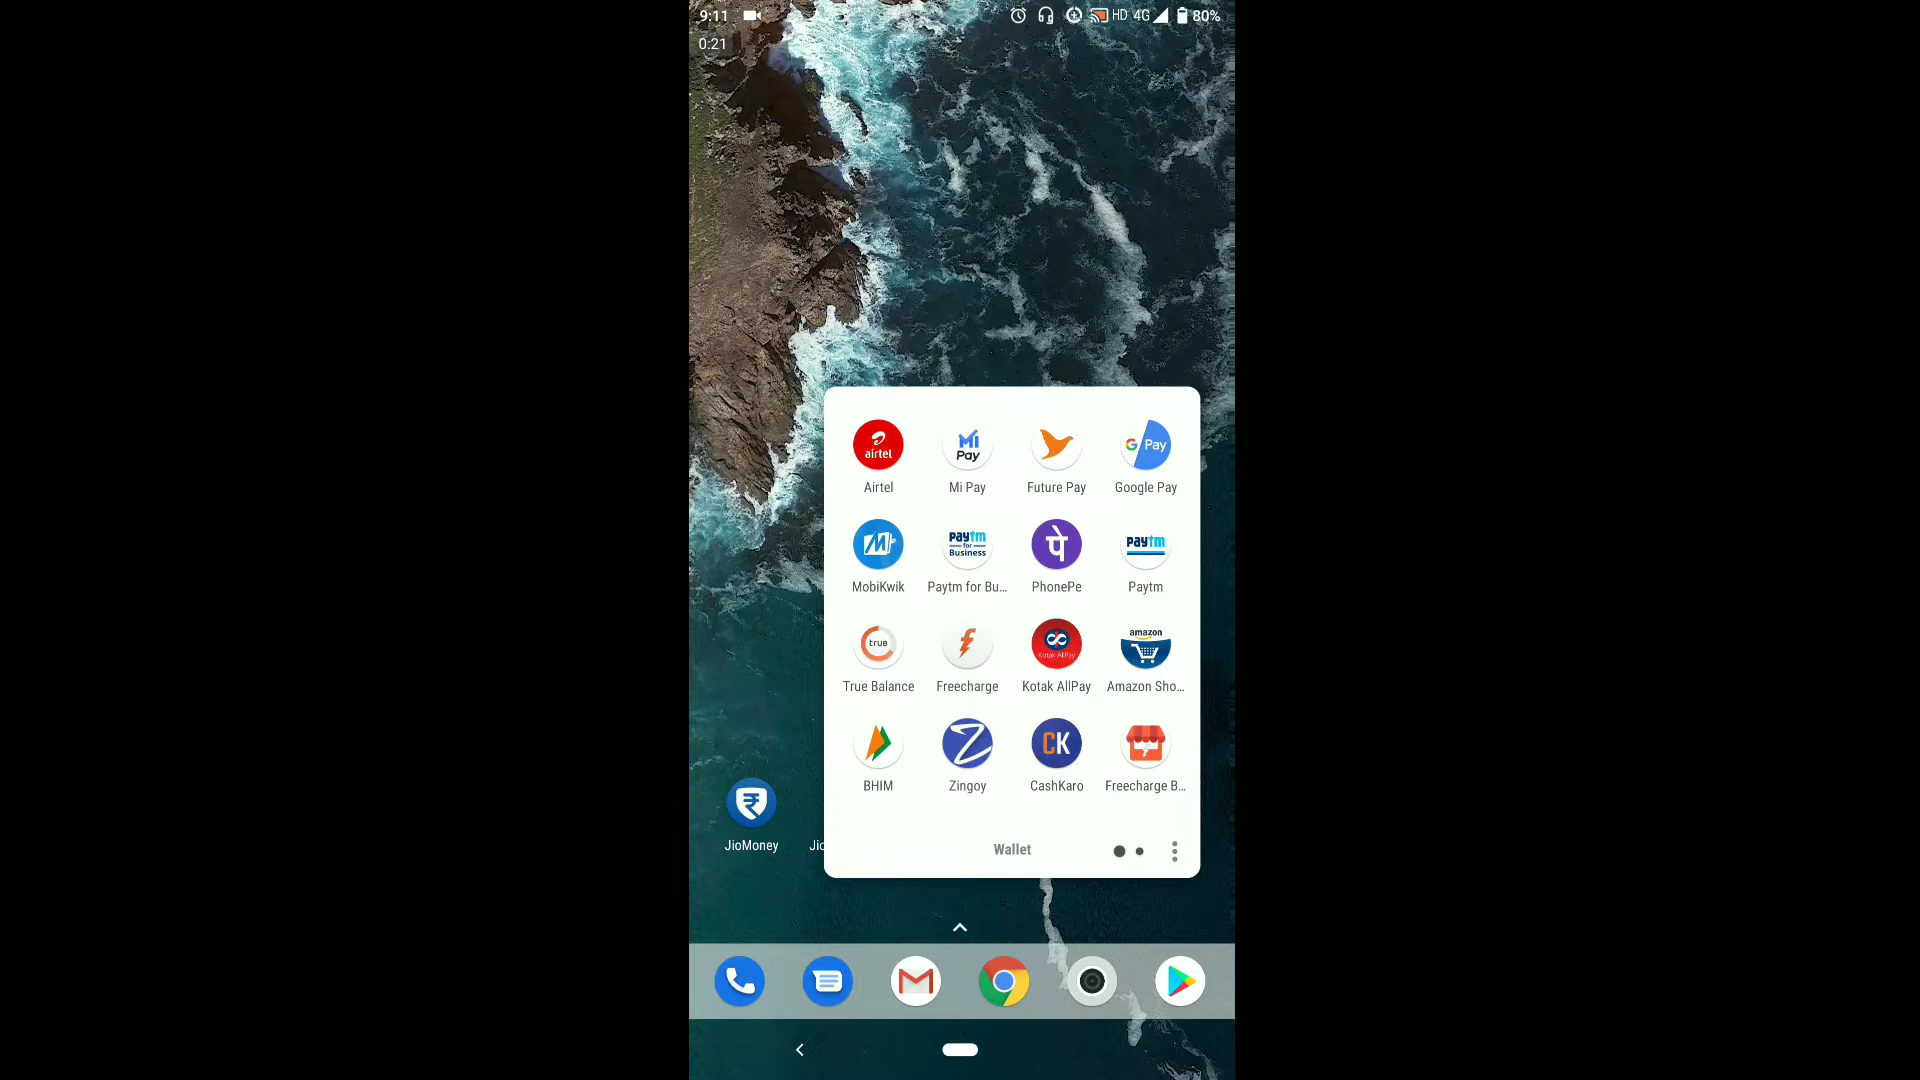 9:11 HD 4G 80%
0:21
airtel Mi Pay G Pay
Airtel Mi Pay Future Pay Google Pay
M paytm for Business पे paytm
MobiKwik Paytm for Bu... PhonePe Paytm
true f Kotak AllPay amazon
True Balance Freecharge Kotak AllPay Amazon Sho...
Z CK
BHIM Zingoy CashKaro Freecharge B...
₹
JioMoney Jio
Wallet